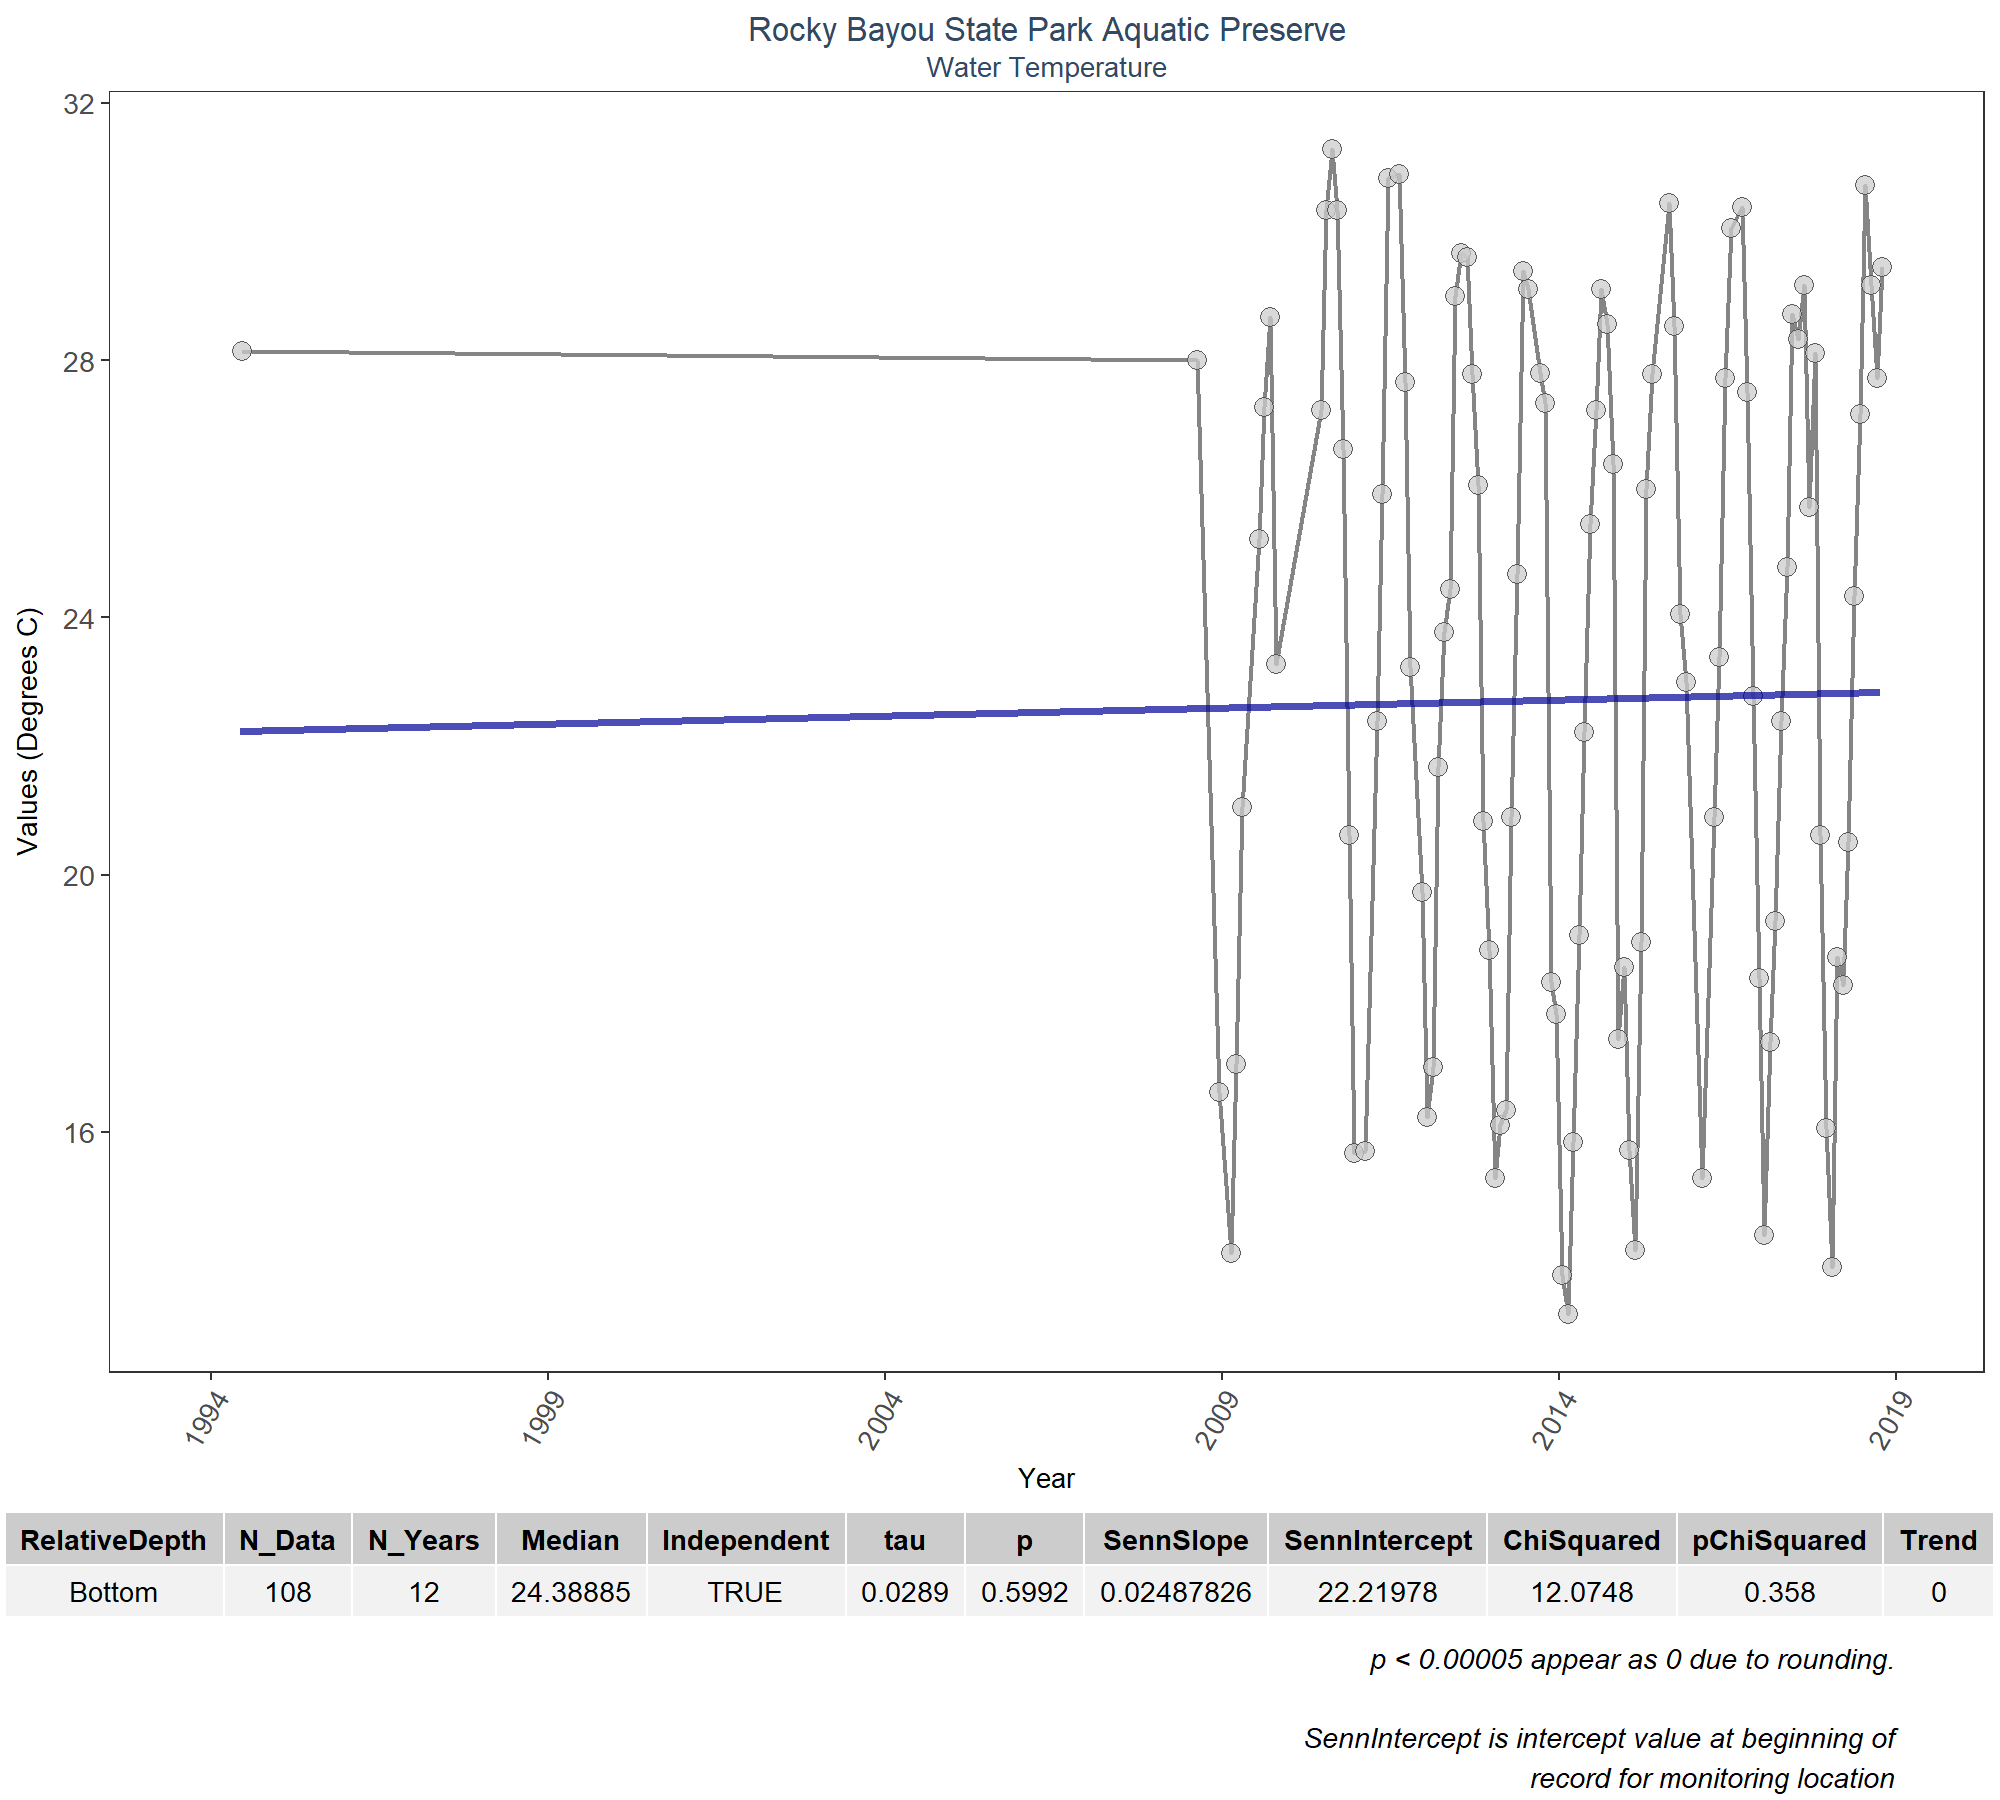 Rocky Bayou State Park Aquatic Preserve
Water Temperature
32
28
24
20
16
Values (Degrees C)
1994
1999
2004
2009
2014
2019
Year
RelativeDepth N_Data N_Years Median Independent tau p SennSlope SennIntercept ChiSquared pChiSquared Trend
Bottom 108 12 24.38885 TRUE 0.0289 0.5992 0.02487826 22.21978 12.0748 0.358 0
p < 0.00005 appear as 0 due to rounding.
SennIntercept is intercept value at beginning of
record for monitoring location